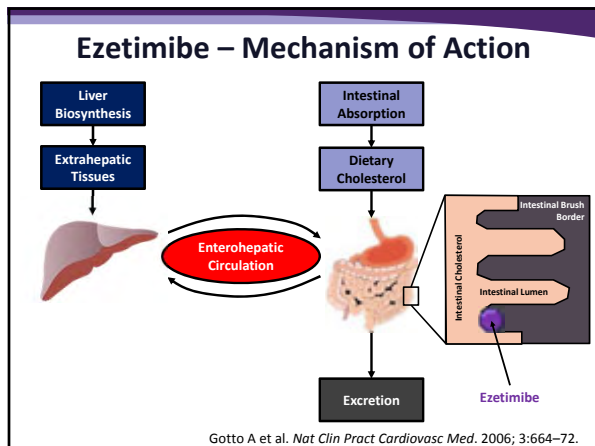 Ezetimibe – Mechanism of Action
Liver
Biosynthesis
Extrahepatic
Tissues
Enterohepatic
Circulation
Intestinal
Absorption
Dietary
Cholesterol
Excretion
Intestinal Brush
Border
Intestinal Cholesterol
Intestinal Lumen
Ezetimibe
Gotto A et al. Nat Clin Pract Cardiovasc Med. 2006; 3:664–72.